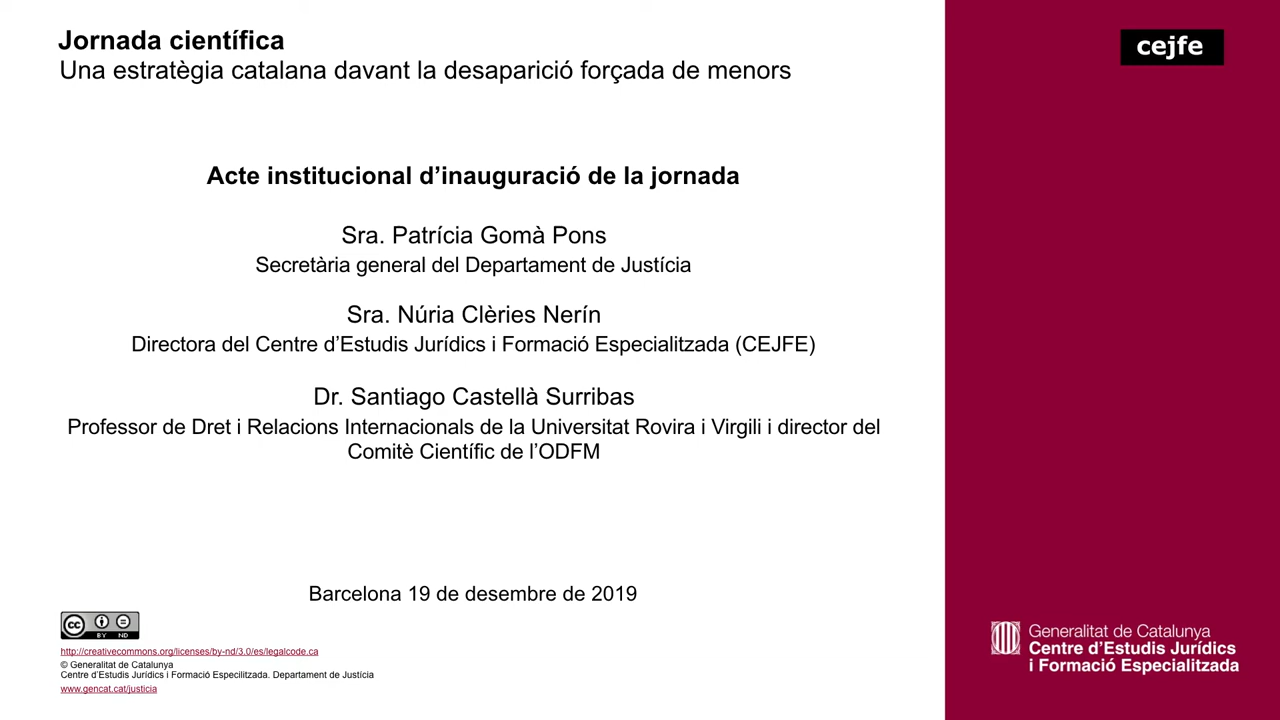 Jornada científica
Una estratègia catalana davant la desaparició forçada de menors
cejfe
Acte institucional d’inauguració de la jornada
Sra. Patrícia Gomà Pons
Secretària general del Departament de Justícia
Sra. Núria Clèries Nerín
Directora del Centre d’Estudis Jurídics i Formació Especialitzada (CEJFE)
Dr. Santiago Castellà Surribas
Professor de Dret i Relacions Internacionals de la Universitat Rovira i Virgili i director del
Comitè Científic de l’ODFM
Barcelona 19 de desembre de 2019
cc
BY ND
http://creativecommons.org/licenses/by-nd/3.0/es/legalcode.ca
© Generalitat de Catalunya
Centre d’Estudis Jurídics i Formació Especilitzada. Departament de Justícia
www.gencat.cat/justicia
Generalitat de Catalunya
Centre d’Estudis Jurídics
i Formació Especialitzada